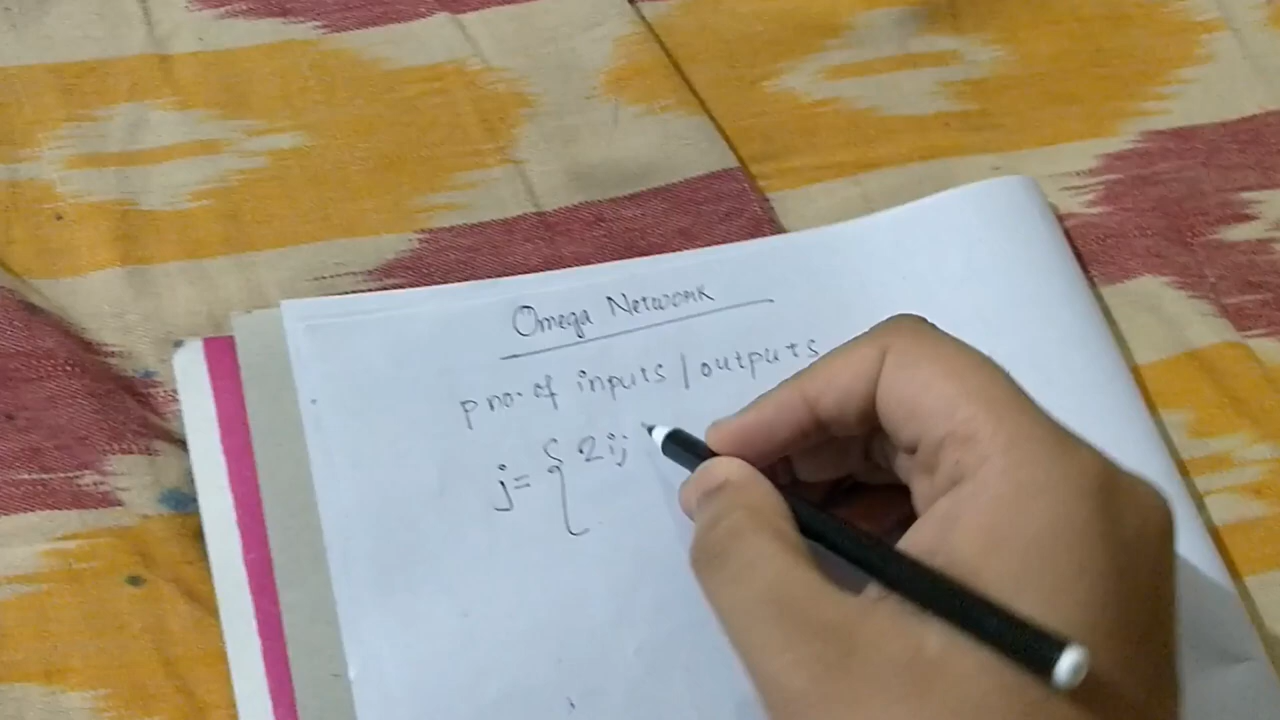 Omega Network
p no. of inputs / outputs
j= { 2i;